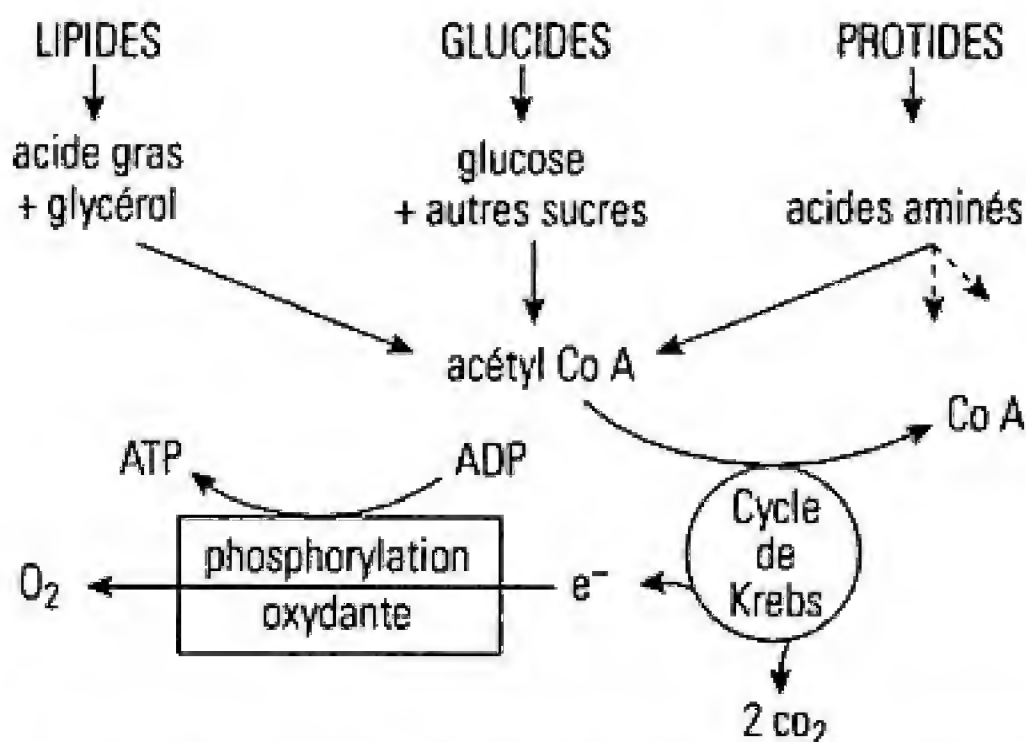 LIPIDES
GLUCIDES
PROTIDES
acide gras
+ glycérol
glucose
+ autres sucres
acides aminés
acétyl Co A
Co A
ATP
ADP
Cycle
de
Krebs
phosphorylation
oxydante
O₂
e⁻
2 co₂